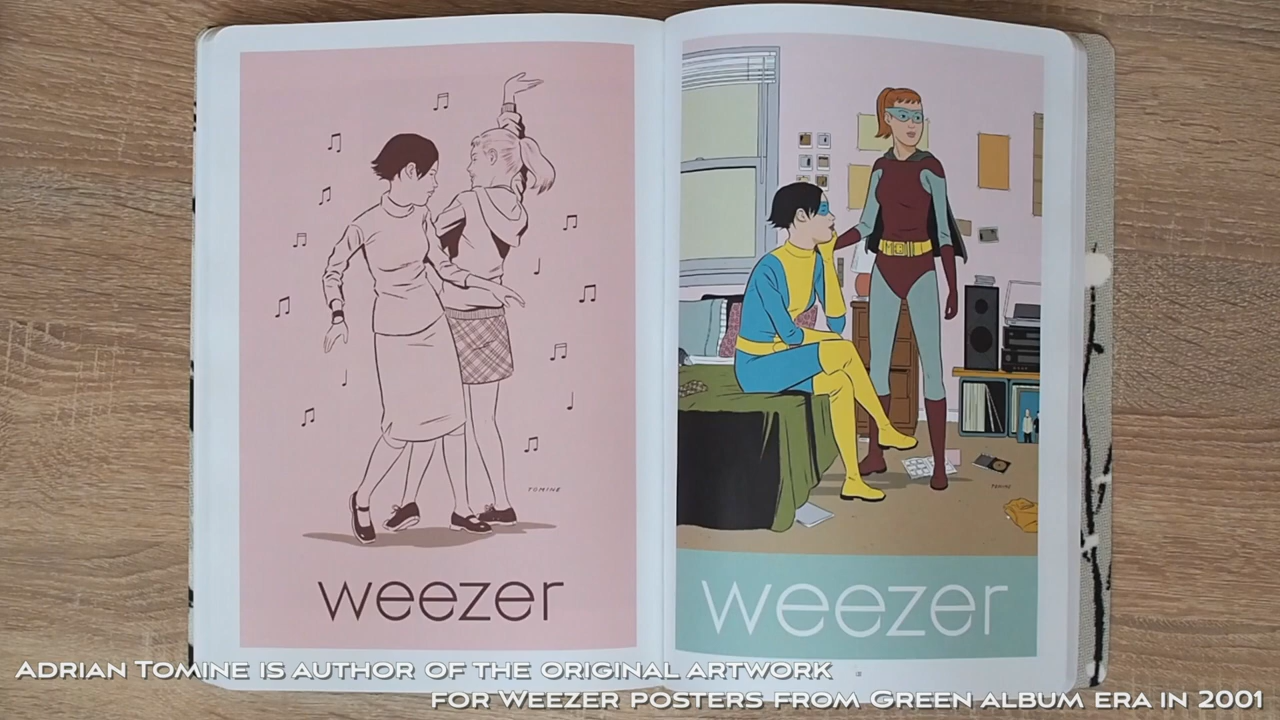 TOMINE
weezer
TOMINE
weezer
Adrian Tomine is author of the original artwork
for Weezer posters from Green album era in 2001